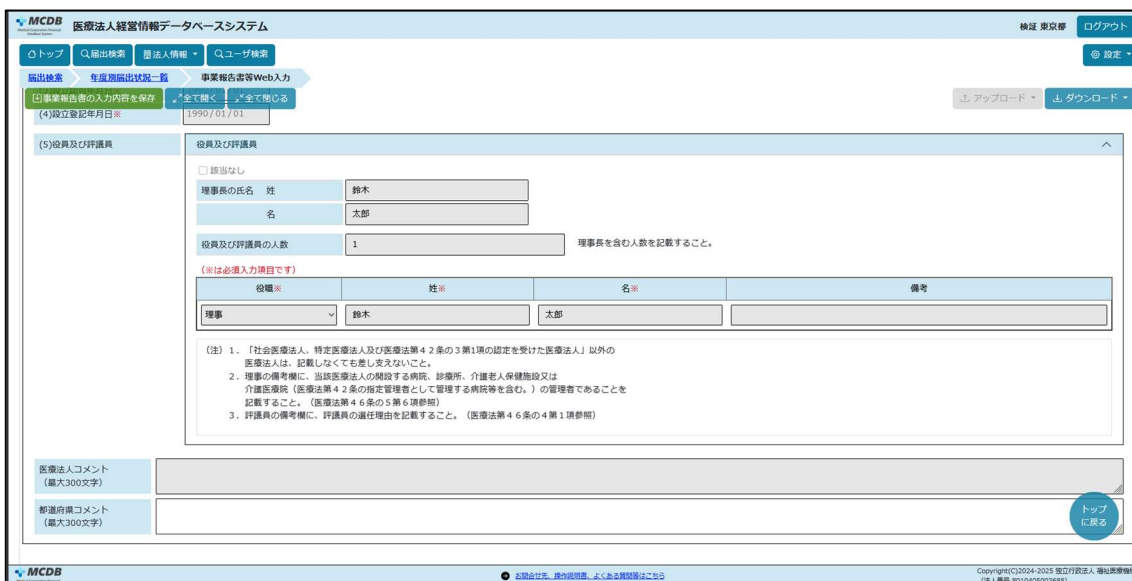 MCDB 医療法人経営情報データベースシステム
検証 東京都
ログアウト
トップ
届出検索
法人情報
ユーザ検索
設定
届出検索
年度別届出状況一覧
事業報告書等Web入力
事業報告書の入力内容を保存
全て開く
全て閉じる
アップロード
ダウンロード
(4)設立登記年月日※
1990/01/01
(5)役員及び評議員
役員及び評議員
該当なし
理事長の氏名 姓
鈴木
名
太郎
役員及び評議員の人数
1
理事長を含む人数を記載すること。
(※は必須入力項目です)
役職※
姓※
名※
備考
理事
鈴木
太郎
(注)1.「社会医療法人、特定医療法人及び医療法第42条の3第1項の認定を受けた医療法人」以外の
医療法人は、記載しなくても差し支えないこと。
2.理事の備考欄に、当該医療法人の開設する病院、診療所、介護老人保健施設又は
介護医療院(医療法第42条の指定管理者として管理する病院等を含む。)の管理者であることを
記載すること。(医療法第46条の5第6項参照)
3.評議員の備考欄に、評議員の選任理由を記載すること。(医療法第46条の4第1項参照)
医療法人コメント
(最大300文字)
都道府県コメント
(最大300文字)
トップ
に戻る
MCDB
お問合せ先、操作説明書、よくある質問等はこちら
Copyright(C)2024-2025 独立行政法人 福祉医療機